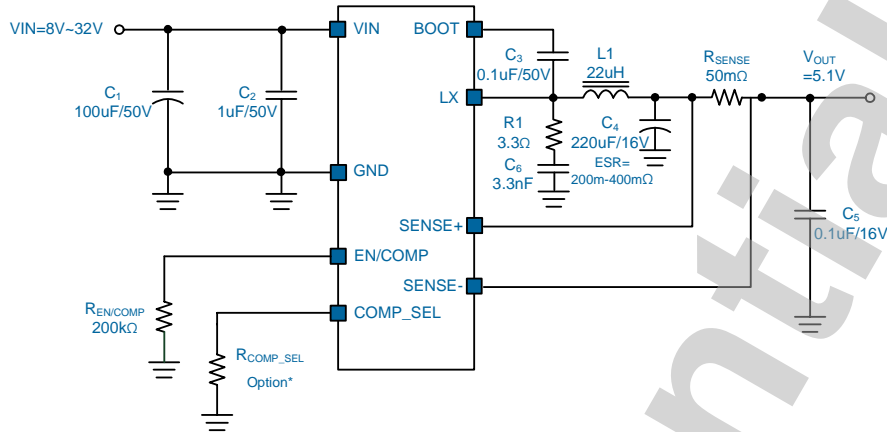 VIN=8V~32V
VIN
BOOT
C3
0.1uF/50V
L1
22uH
RSENSE
50mΩ
VOUT
=5.1V
C1
100uF/50V
C2
1uF/50V
LX
R1
3.3Ω
C6
3.3nF
C4
220uF/16V
ESR=
200m-400mΩ
GND
SENSE+
C5
0.1uF/16V
EN/COMP
SENSE-
REN/COMP
200kΩ
COMP_SEL
RCOMP_SEL
Option*
ntial